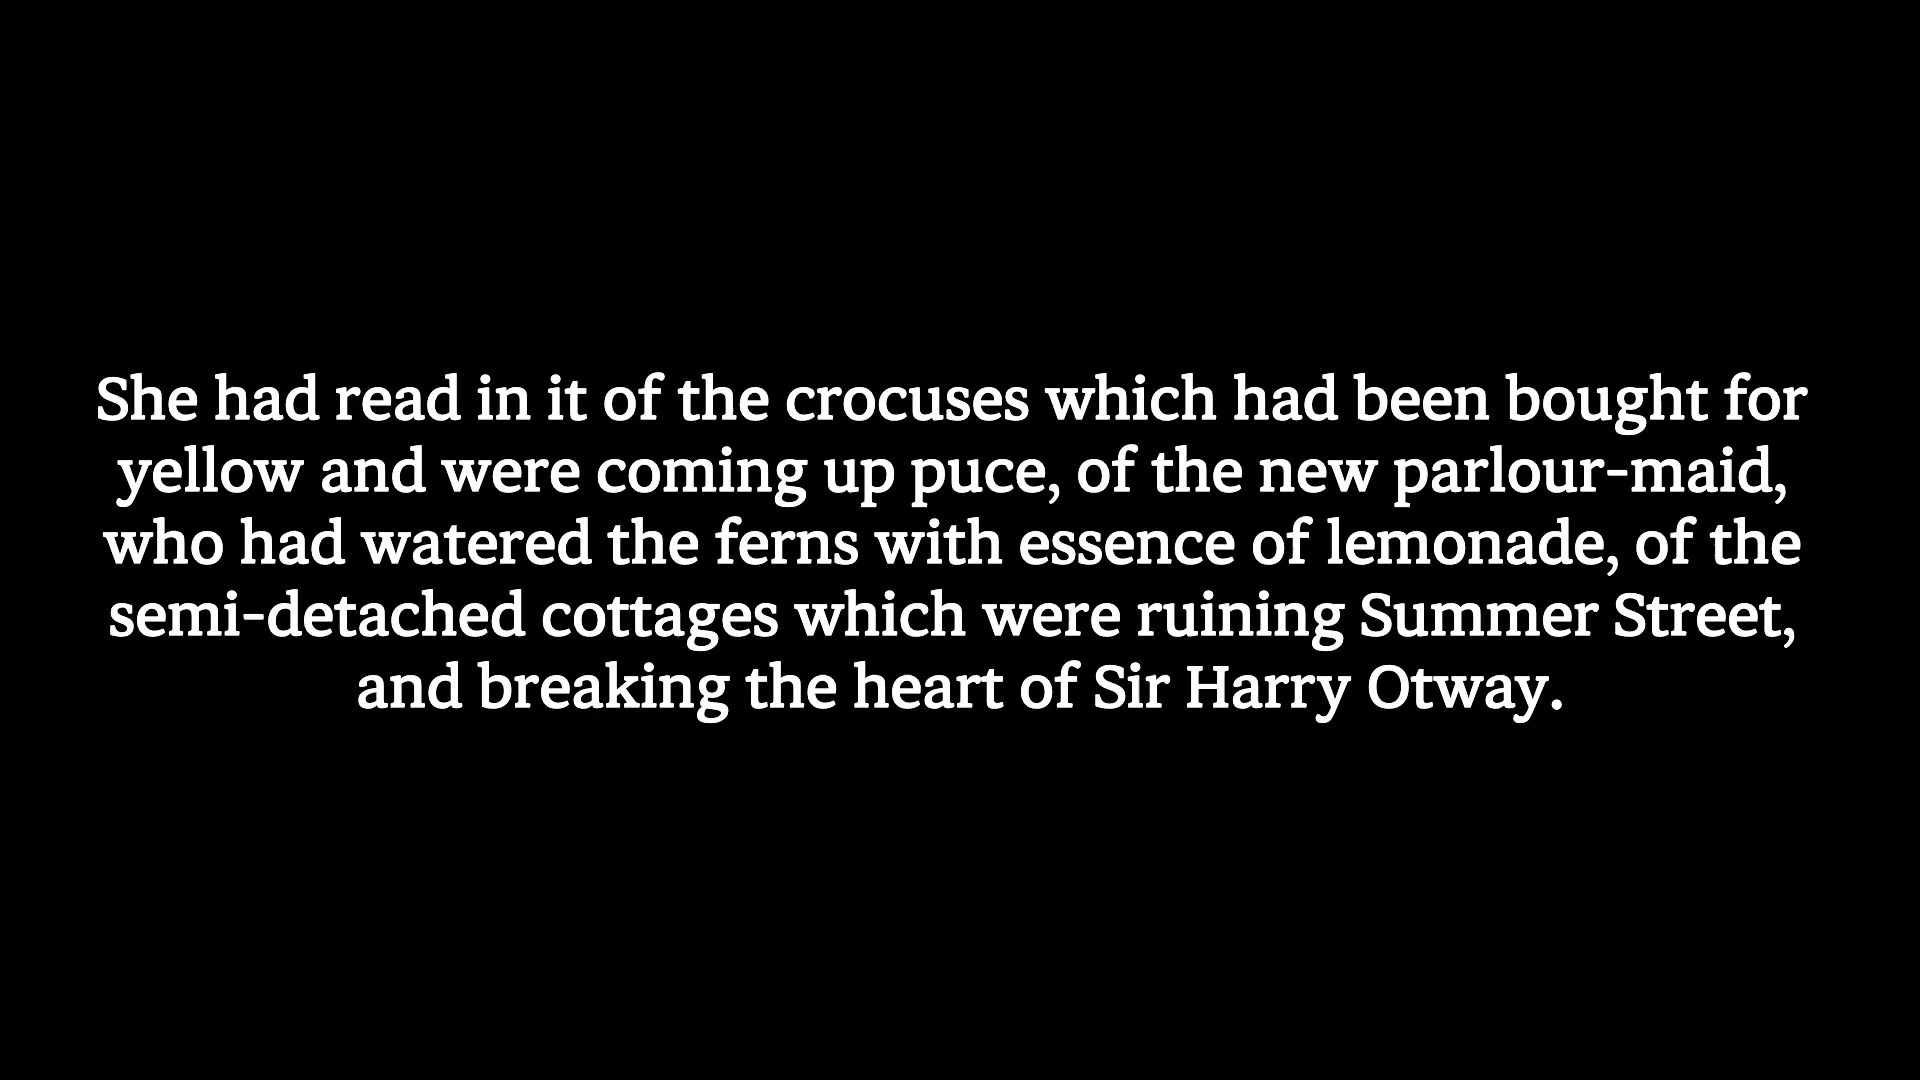 She had read in it of the crocuses which had been bought for
yellow and were coming up puce, of the new parlour-maid,
who had watered the ferns with essence of lemonade, of the
semi-detached cottages which were ruining Summer Street,
and breaking the heart of Sir Harry Otway.